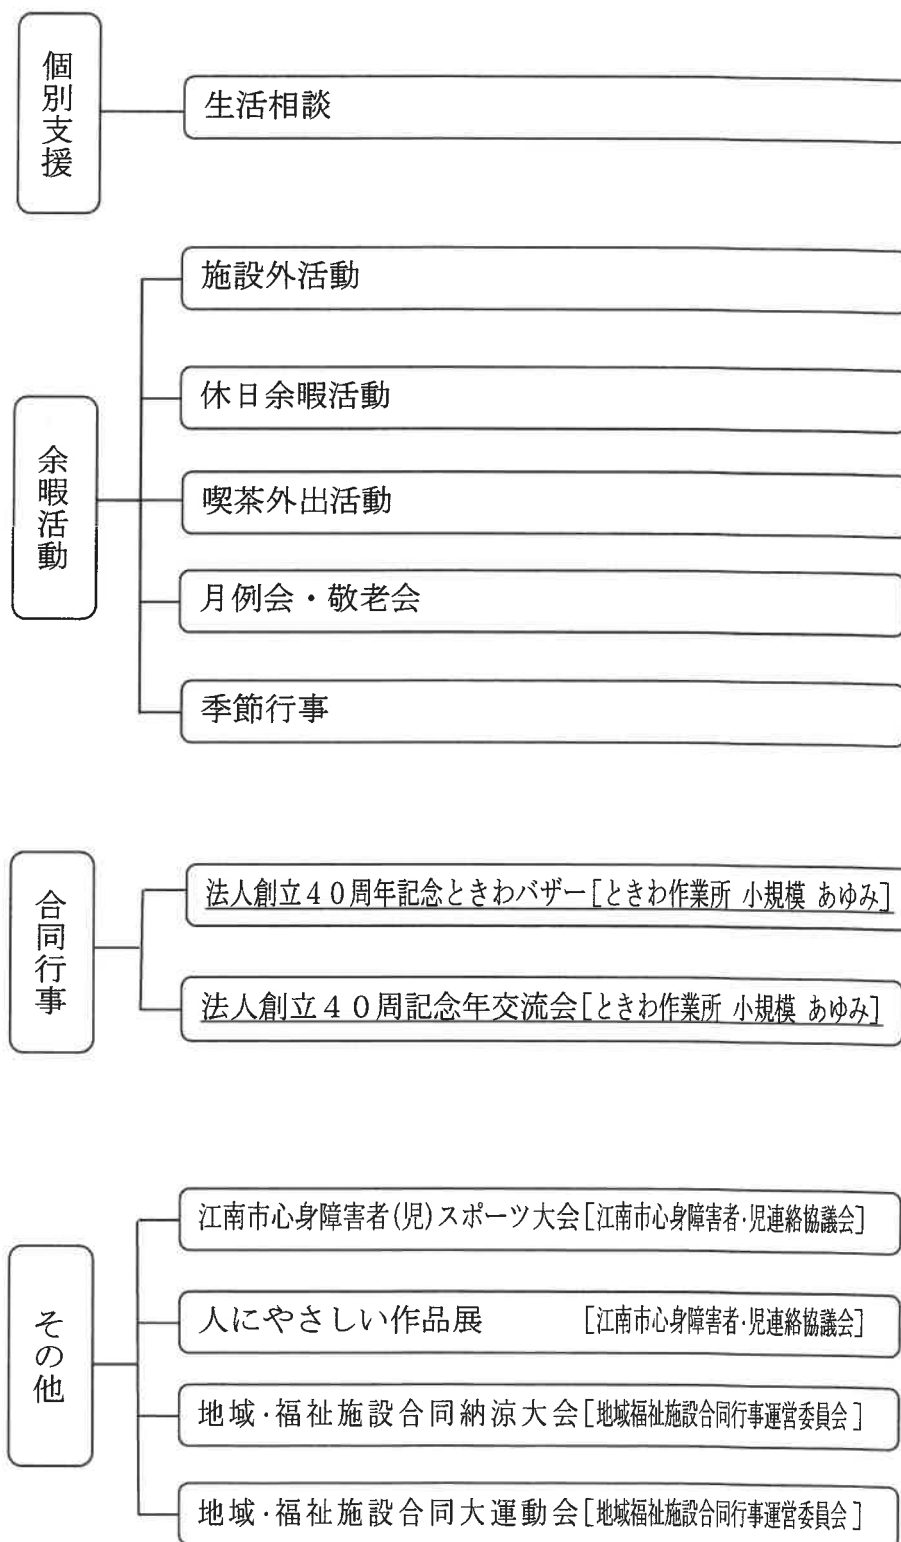 個別支援
生活相談
余暇活動
施設外活動
休日余暇活動
喫茶外出活動
月例会・敬老会
季節行事
合同行事
法人創立40周年記念ときわバザー[ときわ作業所 小規模 あゆみ]
法人創立40周記念年交流会[ときわ作業所 小規模 あゆみ]
その他
江南市心身障害者(児)スポーツ大会[江南市心身障害者・児連絡協議会]
人にやさしい作品展 [江南市心身障害者・児連絡協議会]
地域・福祉施設合同納涼大会[地域福祉施設合同行事運営委員会]
地域・福祉施設合同大運動会[地域福祉施設合同行事運営委員会]